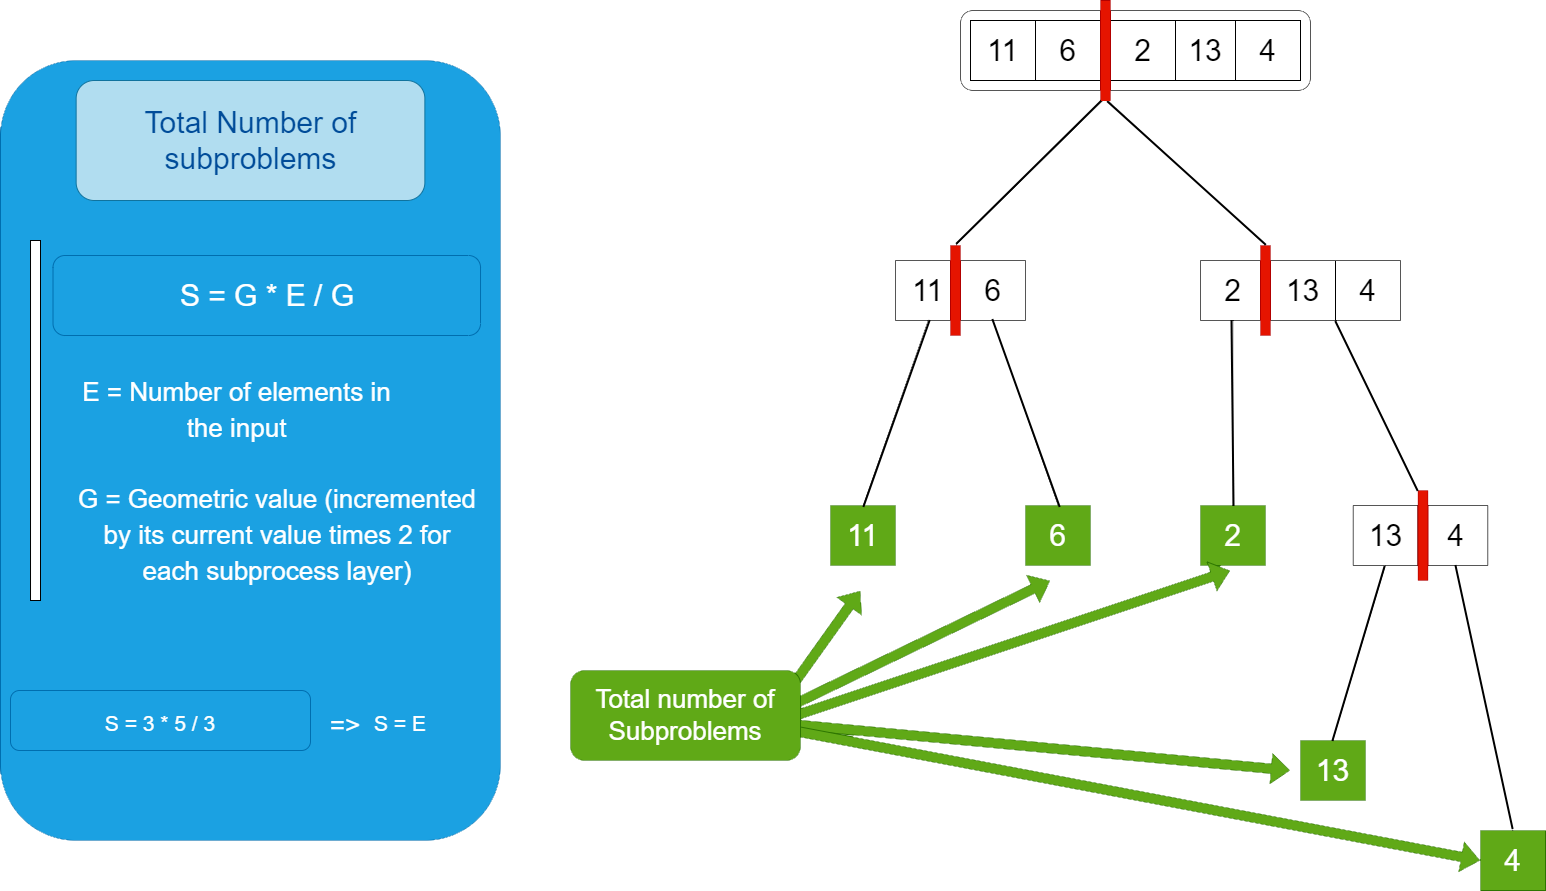 Total Number of
subproblems
S = G * E / G
E = Number of elements in
the input
G = Geometric value (incremented
by its current value times 2 for
each subprocess layer)
S = 3 * 5 / 3
=> S = E
11 6 2 13 4
11 6
2 13 4
11
6
2
13 4
Total number of
Subproblems
13
4